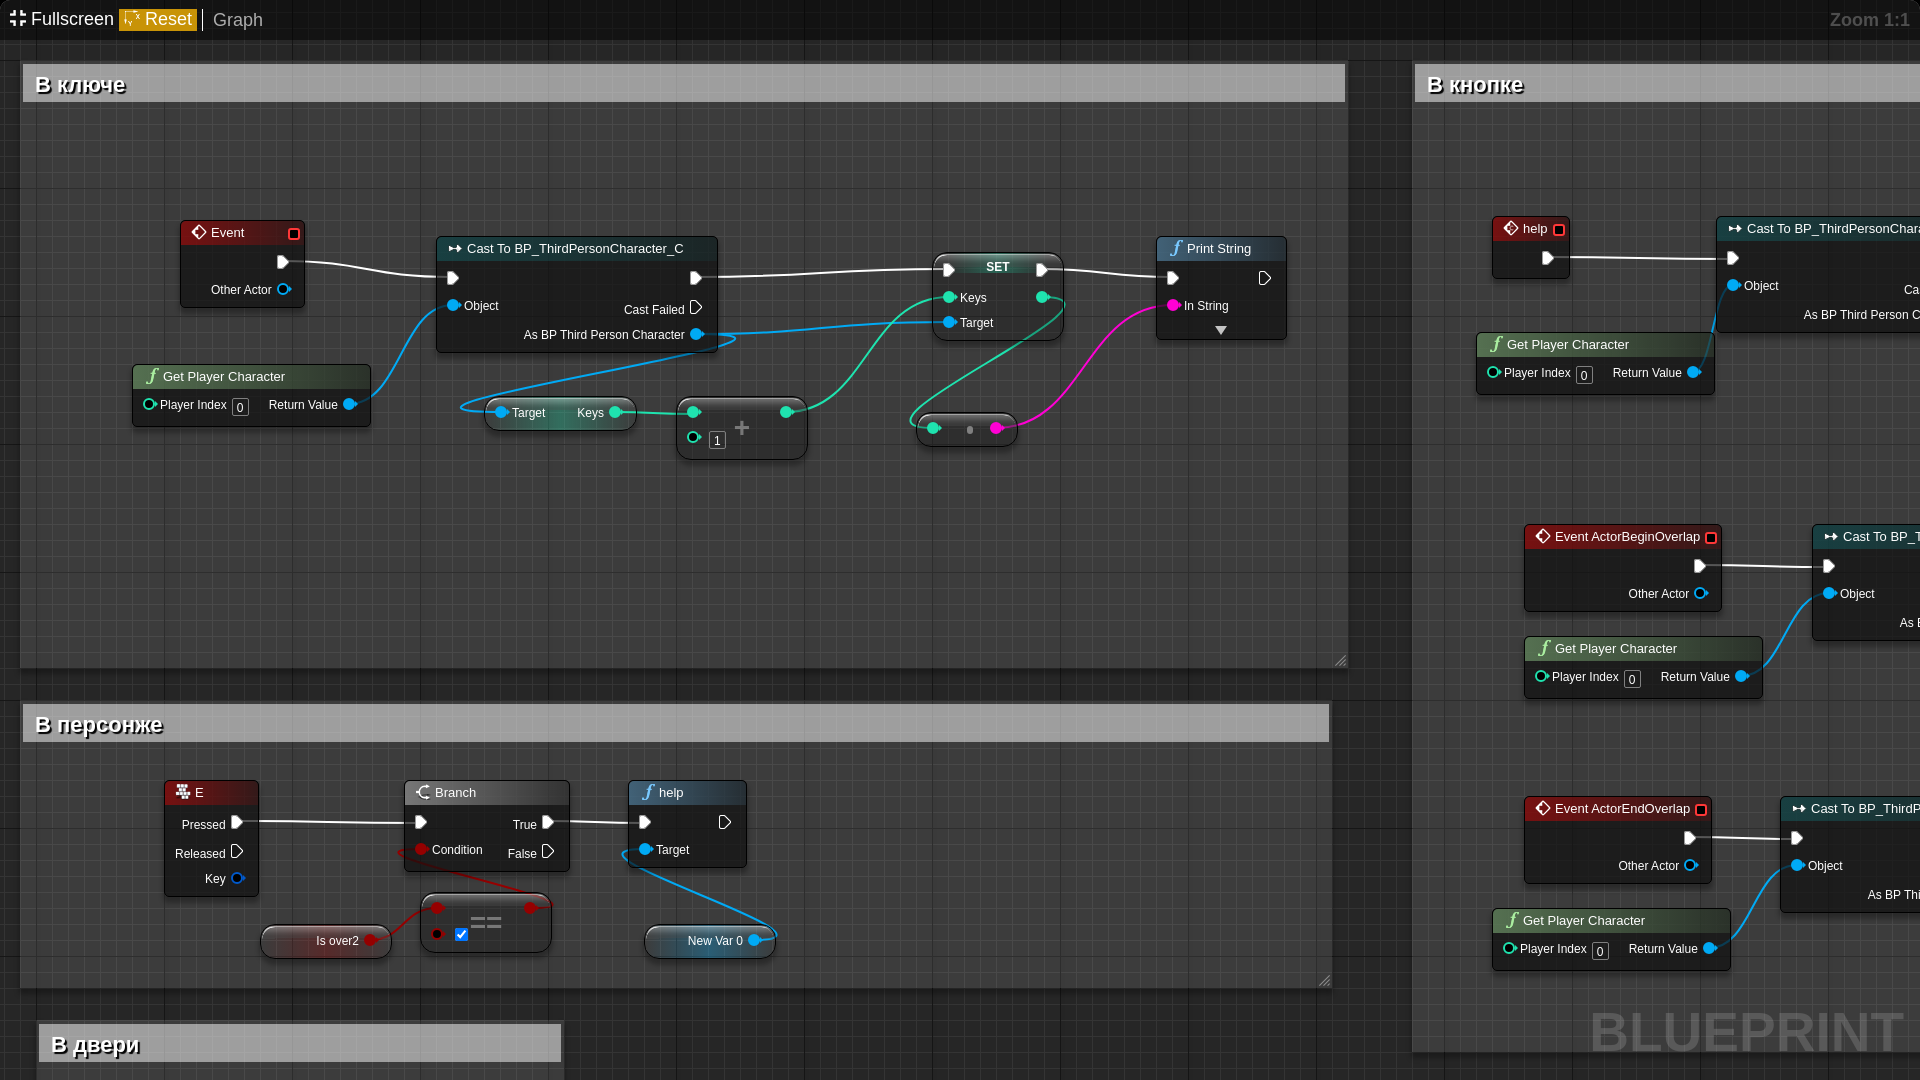 Fullscreen Reset Graph
Zoom 1:1
В ключе
Event
Other Actor
Get Player Character
Player Index 0 Return Value
Cast To BP_ThirdPersonCharacter_C
Object
Cast Failed
As BP Third Person Character
Target Keys
1 +
SET
Keys
Target
Print String
In String
В персонже
E
Pressed
Released
Key
Is over2
Branch
True
Condition False
==
help
Target
New Var 0
В двери
В кнопке
help
Cast To BP_ThirdPersonChara
Object
Ca
As BP Third Person C
Get Player Character
Player Index 0 Return Value
Event ActorBeginOverlap
Other Actor
Cast To BP_T
Object
As B
Get Player Character
Player Index 0 Return Value
Event ActorEndOverlap
Other Actor
Cast To BP_ThirdP
Object
As BP Thi
Get Player Character
Player Index 0 Return Value
BLUEPRINT